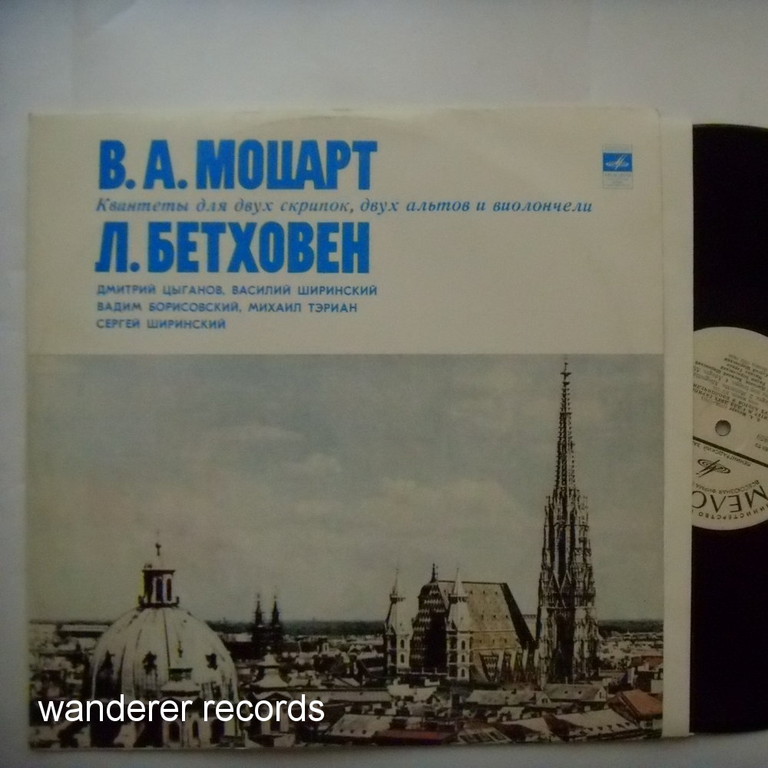 В. А. МОЦАРТ
Квантеты для двух скрипок, двух альтов и виолончели
Л. БЕТХОВЕН
ДМИТРИЙ ЦЫГАНОВ, ВАСИЛИЙ ШИРИНСКИЙ
ВАДИМ БОРИСОВСКИЙ, МИХАИЛ ТЭРИАН
СЕРГЕЙ ШИРИНСКИЙ
МЕЛО
wanderer records